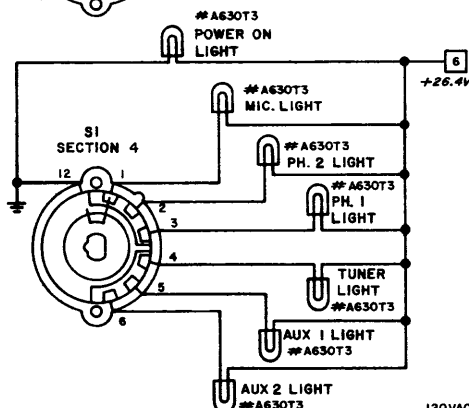 #A630T3
POWER ON
LIGHT
6
+26.4V
#A630T3
MIC. LIGHT
S1
SECTION 4
#A630T3
PH. 2 LIGHT
12
1
#A630T3
PH. 1
LIGHT
2
3
4
TUNER
LIGHT
#A630T3
5
AUX 1 LIGHT
#A630T3
6
AUX 2 LIGHT
#A630T3
120VAC